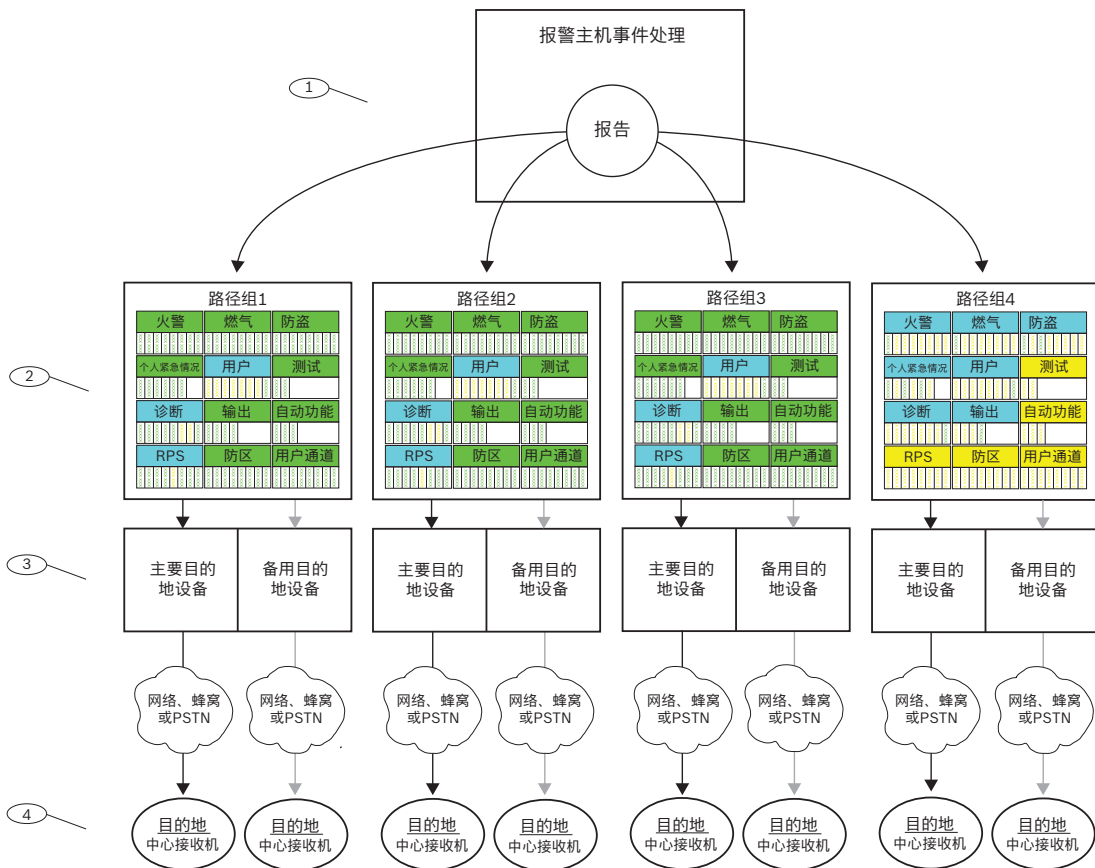 报警主机事件处理
1
报告
路径组1
火警 燃气 防盗
个人紧急情况 用户 测试
诊断 输出 自动功能
RPS 防区 用户通道
路径组2
火警 燃气 防盗
个人紧急情况 用户 测试
诊断 输出 自动功能
RPS 防区 用户通道
路径组3
火警 燃气 防盗
个人紧急情况 用户 测试
诊断 输出 自动功能
RPS 防区 用户通道
路径组4
火警 燃气 防盗
个人紧急情况 用户 测试
诊断 输出 自动功能
RPS 防区 用户通道
2
3
主要目的
地设备
备用目的
地设备
主要目的
地设备
备用目的
地设备
主要目的
地设备
备用目的
地设备
主要目的
地设备
备用目的
地设备
网络、蜂窝
或PSTN
网络、蜂窝
或PSTN
网络、蜂窝
或PSTN
网络、蜂窝
或PSTN
网络、蜂窝
或PSTN
网络、蜂窝
或PSTN
网络、蜂窝
或PSTN
网络、蜂窝
或PSTN
4
目的地
中心接收机
目的地
中心接收机
目的地
中心接收机
目的地
中心接收机
目的地
中心接收机
目的地
中心接收机
目的地
中心接收机
目的地
中心接收机